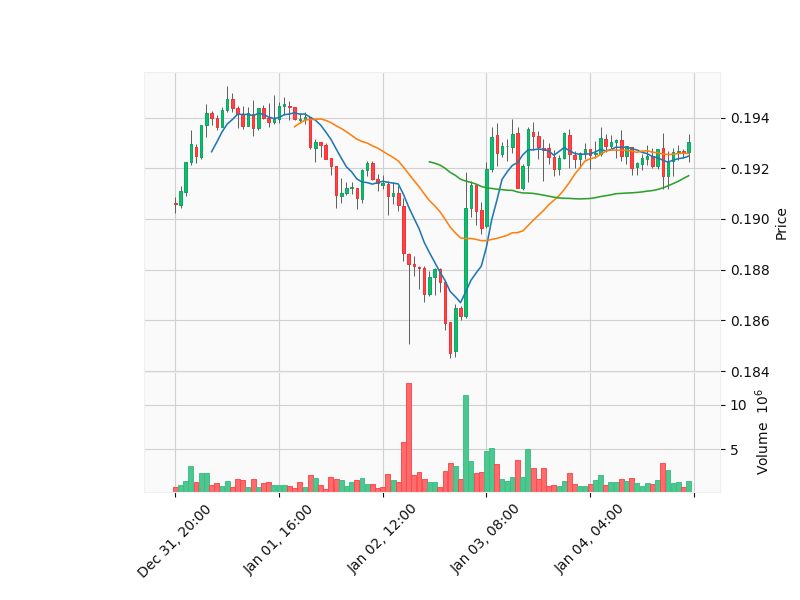 0.194
0.192
0.190
0.188
0.186
0.184
Price
10
5
Volume 10^6
Dec 31, 20:00
Jan 01, 16:00
Jan 02, 12:00
Jan 03, 08:00
Jan 04, 04:00